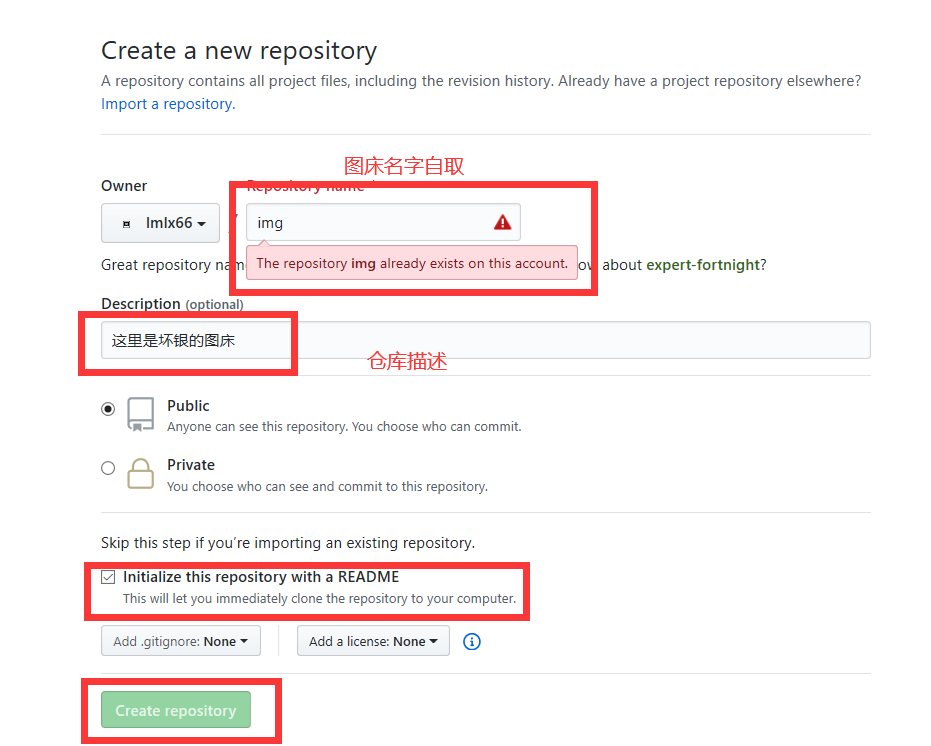 Create a new repository
A repository contains all project files, including the revision history. Already have a project repository elsewhere?
Import a repository.
图床名字自取
Owner
Repository name
lmlx66
img
The repository img already exists on this account.
Great repository about expert-fortnight?
Description (optional)
这里是坏银的图床
仓库描述
Public
Anyone can see this repository. You choose who can commit.
Private
You choose who can see and commit to this repository.
Skip this step if you’re importing an existing repository.
Initialize this repository with a README
This will let you immediately clone the repository to your computer.
Add .gitignore: None Add a license: None
Create repository